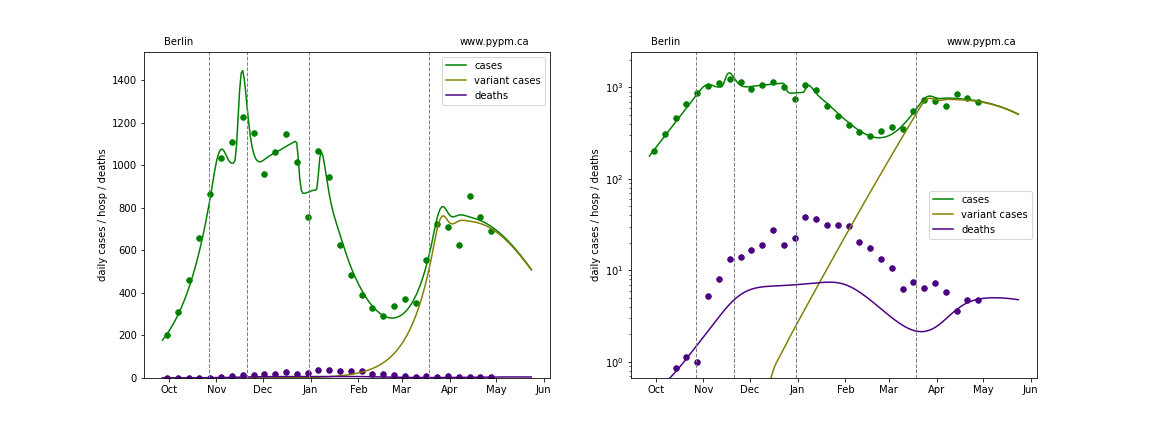 Berlin
www.pypm.ca
daily cases / hosp / deaths
1400
1200
1000
800
600
400
200
0
Oct
Nov
Dec
Jan
Feb
Mar
Apr
May
Jun
cases
variant cases
deaths
Berlin
www.pypm.ca
daily cases / hosp / deaths
10³
10²
10¹
10⁰
Oct
Nov
Dec
Jan
Feb
Mar
Apr
May
Jun
cases
variant cases
deaths